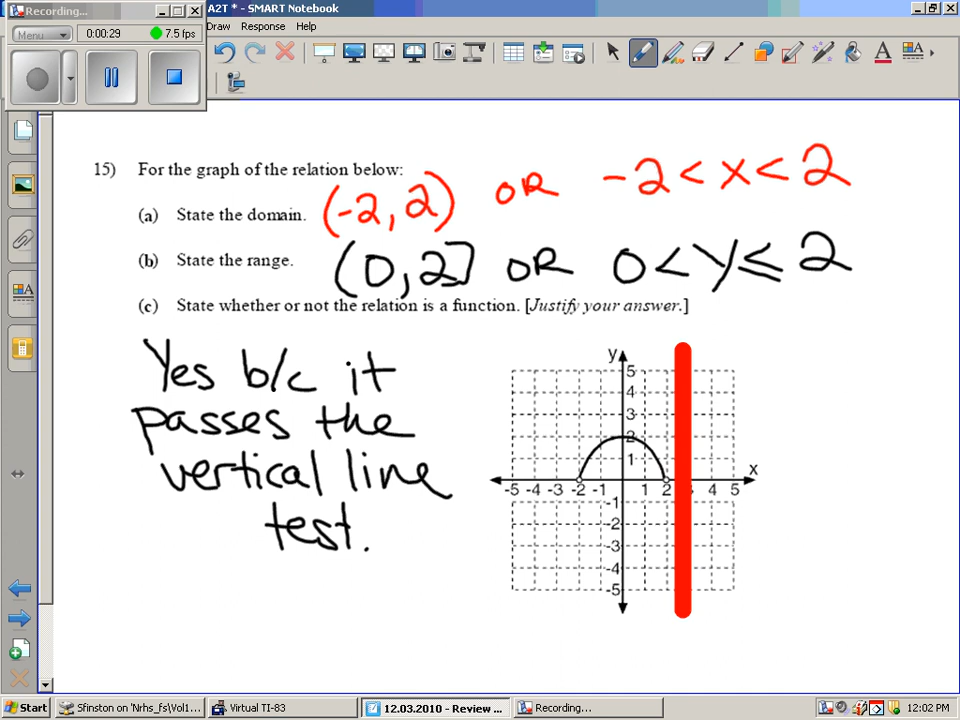 Recording...
A2T * - SMART Notebook
Menu
0:00:29
7.5 fps
Draw Response Help
15) For the graph of the relation below:
(a) State the domain. (-2, 2) OR -2 < x < 2
(b) State the range. (0, 2] OR 0 < y ≤ 2
(c) State whether or not the relation is a function. [Justify your answer.]
Yes b/c it
passes the
vertical line
test.
y
5
4
3
2
1
x
-5 -4 -3 -2 -1 1 2 4 5
-1
-2
-3
-4
-5
Start
Sfinston on 'Nrhs_fs\Vol1...
Virtual TI-83
12.03.2010 - Review ...
Recording...
12:02 PM